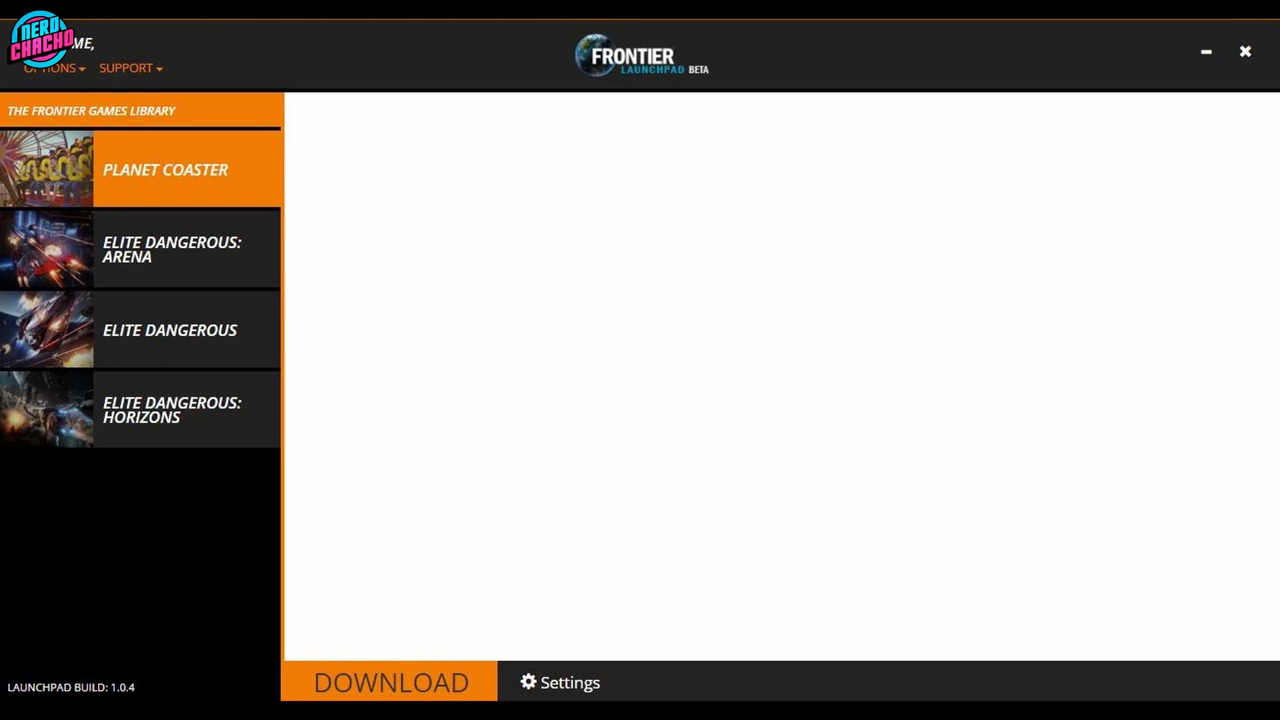 NERD
CHACHO
ME,
OPTIONS
SUPPORT
FRONTIER
LAUNCHPAD BETA
THE FRONTIER GAMES LIBRARY
PLANET COASTER
ELITE DANGEROUS:
ARENA
ELITE DANGEROUS
ELITE DANGEROUS:
HORIZONS
LAUNCHPAD BUILD: 1.0.4
DOWNLOAD
Settings